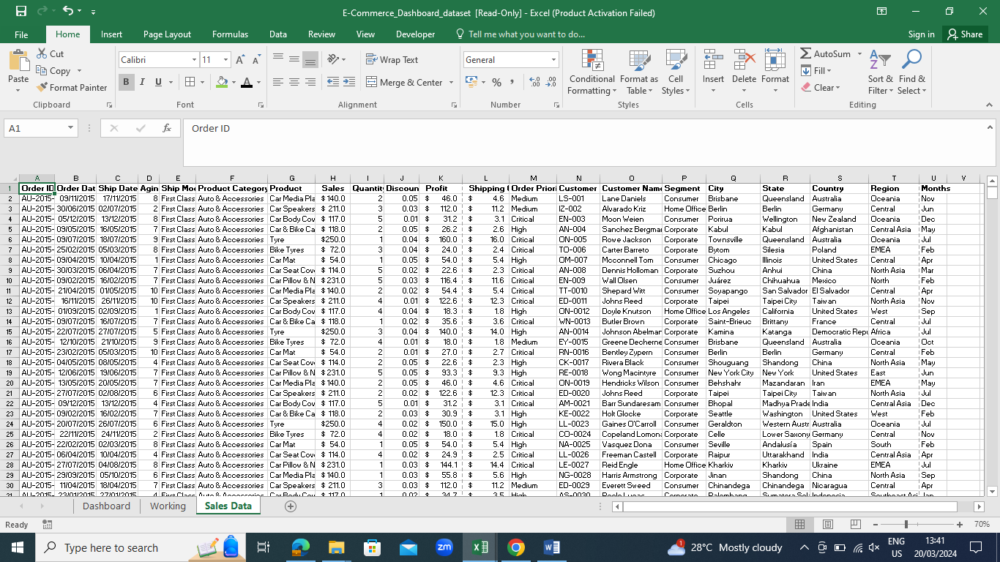 E-Commerce_Dashboard_dataset [Read-Only] - Excel (Product Activation Failed)
File Home Insert Page Layout Formulas Data Review View Developer Tell me what you want to do... Sign in Share
Paste Cut Copy Format Painter
Calibri 11 B I U A
Wrap Text Merge & Center
General % ,
Conditional Formatting Format as Table Cell Styles
Insert Delete Format
AutoSum Fill Clear Sort & Filter Find & Select
Clipboard Font Alignment Number Styles Cells Editing
A1 fx Order ID
A B C D E F G H I J K L M N O P Q R S T U V
1 Order ID Order Dat Ship Date Agin Ship Mod Product Category Product Sales Quantity Discoun Profit Shipping Order Priori Customer Customer Name Segment City State Country Region Months
2 AU-2015- 09/11/2015 17/11/2015 8 First Class Auto & Accessories Car Media Pla $ 140.0 2 0.05 $ 46.0 $ 4.6 Medium LS-001 Lane Daniels Consumer Brisbane Queensland Australia Oceania Nov
3 AU-2015- 30/06/2015 02/07/2015 2 First Class Auto & Accessories Car Speakers $ 211.0 3 0.03 $ 112.0 $ 11.2 Medium IZ-002 Alvarado Kriz Home Office Berlin Berlin Germany Central Jun
4 AU-2015- 05/12/2015 13/12/2015 8 First Class Auto & Accessories Car Body Cov $ 117.0 5 0.01 $ 31.2 $ 3.1 Critical EN-003 Moon Weien Consumer Porirua Wellington New Zealand Oceania Dec
5 AU-2015- 09/05/2015 16/05/2015 7 First Class Auto & Accessories Car & Bike Ca $ 118.0 2 0.05 $ 26.2 $ 2.6 High AN-004 Sanchez Bergmar Corporate Kabul Kabul Afghanistan Central Asia May
6 AU-2015- 09/07/2015 18/07/2015 9 First Class Auto & Accessories Tyre $250.0 1 0.04 $ 160.0 $ 16.0 Critical ON-005 Rowe Jackson Corporate Townsville Queensland Australia Oceania Jul
7 AU-2015- 25/02/2015 05/03/2015 8 First Class Auto & Accessories Bike Tyres $ 72.0 3 0.04 $ 24.0 $ 2.4 Critical TO-006 Carter Barreto Corporate Bytom Silesia Poland EMEA Feb
8 AU-2015- 09/04/2015 10/04/2015 1 First Class Auto & Accessories Car Mat $ 54.0 1 0.05 $ 54.0 $ 5.4 High OM-007 Mcconnell Tom Consumer Chicago Illinois United States Central Apr
9 AU-2015- 30/03/2015 06/04/2015 7 First Class Auto & Accessories Car Seat Cov $ 114.0 5 0.02 $ 22.6 $ 2.3 Critical AN-008 Dennis Holloman Corporate Suzhou Anhui China North Asia Mar
10 AU-2015- 09/02/2015 16/02/2015 7 First Class Auto & Accessories Car Pillow & N $ 231.0 5 0.03 $ 116.4 $ 11.6 Critical EN-009 Wall Olsen Consumer Juárez Chihuahua Mexico North Feb
11 AU-2015- 21/04/2015 01/05/2015 10 First Class Auto & Accessories Car Media Pla $ 140.0 2 0.02 $ 54.4 $ 5.4 Critical TT-0010 Shepard Witt Consumer Soyapango San Salvador El Salvador Central Apr
12 AU-2015- 16/11/2015 26/11/2015 10 First Class Auto & Accessories Car Speakers $ 211.0 4 0.01 $ 122.6 $ 12.3 Critical ED-0011 Johns Reed Corporate Taipei Taipei City Taiwan North Asia Nov
13 AU-2015- 01/09/2015 02/09/2015 1 First Class Auto & Accessories Car Body Cov $ 117.0 4 0.04 $ 18.3 $ 1.8 High ON-0012 Doyle Knutson Home Office Los Angeles California United States West Sep
14 AU-2015- 09/07/2015 16/07/2015 7 First Class Auto & Accessories Car & Bike Ca $ 118.0 1 0.02 $ 35.6 $ 3.6 Critical WN-0013 Butler Brown Corporate Saint-Brieuc Brittany France Central Jul
15 AU-2015- 22/07/2015 27/07/2015 5 First Class Auto & Accessories Tyre $250.0 3 0.04 $ 140.0 $ 14.0 High AN-0014 Johnson Abelmar Corporate Kamina Katanga Democratic Repu Africa Jul
16 AU-2015- 12/10/2015 21/10/2015 9 First Class Auto & Accessories Bike Tyres $ 72.0 4 0.01 $ 18.0 $ 1.8 Medium EY-0015 Greene Decherne Consumer Brisbane Queensland Australia Oceania Oct
17 AU-2015- 23/02/2015 05/03/2015 10 First Class Auto & Accessories Car Mat $ 54.0 2 0.01 $ 27.0 $ 2.7 Critical RN-0016 Bentley Zypern Consumer Berlin Berlin Germany Central Feb
18 AU-2015- 04/05/2015 08/05/2015 4 First Class Auto & Accessories Car Seat Cov $ 114.0 2 0.05 $ 22.6 $ 2.3 High CK-0017 Rivera Black Consumer Shouguang Shandong China North Asia May
19 AU-2015- 12/06/2015 19/06/2015 7 First Class Auto & Accessories Car Pillow & N $ 231.0 5 0.05 $ 93.3 $ 9.3 High RE-0018 Wong Macintyre Consumer New York City New York United States East Jun
20 AU-2015- 13/05/2015 20/05/2015 7 First Class Auto & Accessories Car Media Pla $ 140.0 2 0.02 $ 46.0 $ 4.6 Critical ON-0019 Hendricks Wilson Consumer Behshahr Mazandaran Iran EMEA May
21 AU-2015- 27/07/2015 02/08/2015 6 First Class Auto & Accessories Car Speakers $ 211.0 2 0.02 $ 122.6 $ 12.3 Critical ED-0020 Johns Reed Corporate Taipei Taipei City Taiwan North Asia Jul
22 AU-2015- 09/12/2015 13/12/2015 4 First Class Auto & Accessories Car Body Cov $ 117.0 5 0.01 $ 31.2 $ 3.1 Critical AM-0021 Barr Sundaresam Consumer Bhopal Madhya Prade India Central Asia Dec
23 AU-2015- 09/02/2015 16/02/2015 7 First Class Auto & Accessories Car & Bike Ca $ 118.0 2 0.03 $ 30.9 $ 3.1 High KE-0022 Holt Glocke Corporate Seattle Washington United States West Feb
24 AU-2015- 20/07/2015 26/07/2015 6 First Class Auto & Accessories Tyre $250.0 4 0.02 $ 150.0 $ 15.0 High LL-0023 Gaines O'Carroll Consumer Geraldton Western Austr Australia Oceania Jul
25 AU-2015- 22/11/2015 24/11/2015 2 First Class Auto & Accessories Bike Tyres $ 72.0 4 0.02 $ 18.0 $ 1.8 Critical CO-0024 Copeland Lomona Corporate Celle Lower Saxony Germany Central Nov
26 AU-2015- 22/02/2015 02/03/2015 8 First Class Auto & Accessories Car Mat $ 54.0 1 0.05 $ 54.0 $ 5.4 High NA-0025 Vasquez Dona Consumer Seville Andalusía Spain South Feb
27 AU-2015- 06/04/2015 10/04/2015 4 First Class Auto & Accessories Car Seat Cov $ 114.0 4 0.02 $ 24.9 $ 2.5 Critical LL-0026 Freeman Castell Corporate Raipur Uttarakhand India Central Asia Apr
28 AU-2015- 27/07/2015 04/08/2015 8 First Class Auto & Accessories Car Pillow & N $ 231.0 1 0.03 $ 144.1 $ 14.4 Critical LE-0027 Reid Engle Home Office Kharkiv Kharkiv Ukraine EMEA Jul
29 AU-2015- 29/09/2015 05/10/2015 6 First Class Auto & Accessories Car Media Pla $ 140.0 1 0.03 $ 55.8 $ 5.6 High NG-0028 Harris Armstrong Corporate Jinan Shandong China North Asia Sep
30 AU-2015- 11/04/2015 18/04/2015 7 First Class Auto & Accessories Car Speakers $ 211.0 3 0.03 $ 112.0 $ 11.2 Medium ED-0029 Everett Sweed Consumer Chinandega Chinandega Nicaragua Central Apr
Dashboard Working Sales Data
Ready 70%
Type here to search zm 28°C Mostly cloudy ENG US 13:41 20/03/2024